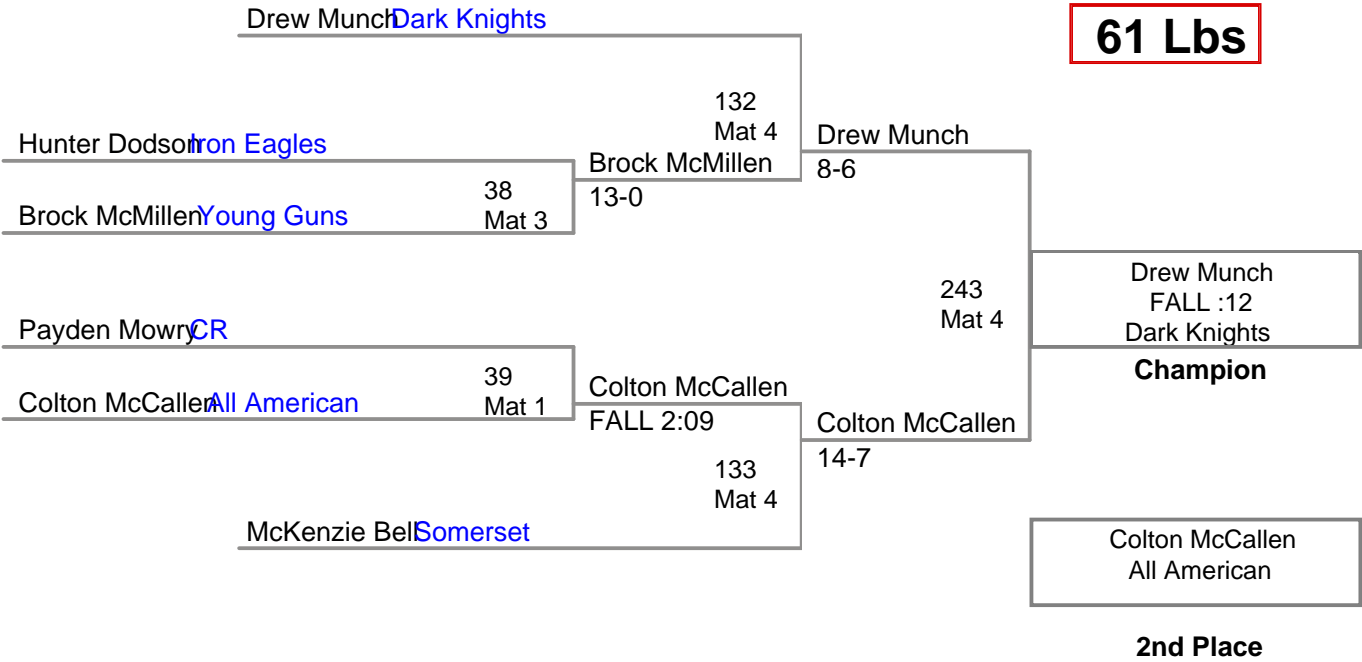 Drew Munch Dark Knights
61 Lbs
132
Mat 4
Hunter Dodson Iron Eagles
Drew Munch
8-6
Brock McMillen
13-0
38
Mat 3
Brock McMillen Young Guns
Drew Munch
FALL :12
Dark Knights
Champion
243
Mat 4
Payden Mowry CR
39
Mat 1
Colton McCallen All American
Colton McCallen
FALL 2:09
Colton McCallen
14-7
133
Mat 4
McKenzie Bell Somerset
Colton McCallen
All American
2nd Place